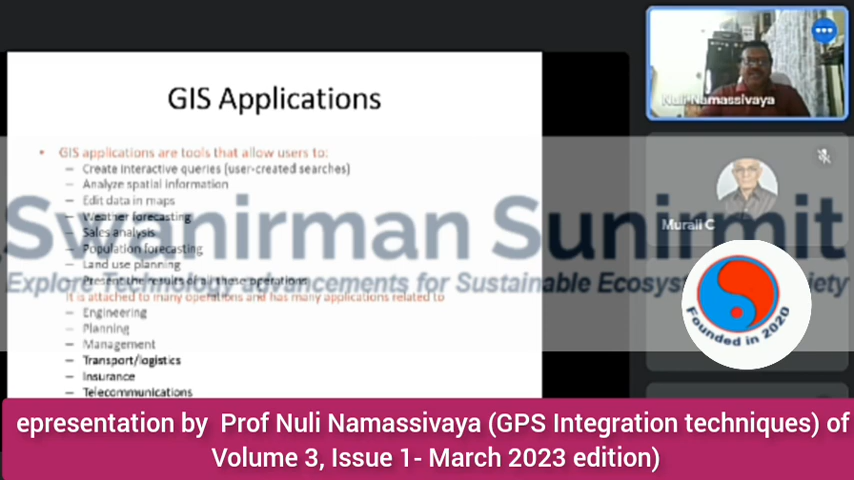 GIS Applications
• GIS applications are tools that allow users to:
– Create interactive queries (user-created searches)
– Analyze spatial information
– Edit data in maps
– Weather forecasting
– Sales analysis
– Population forecasting
– Land use planning
– Present the results of all these operations
It is attached to many operations and has many applications related to
– Engineering
– Planning
– Management
– Transport/logistics
– Insurance
– Telecommunications
Nuli Namassivaya
Murali C
Svanirman Sunirmit
Explore Technology Advancements for Sustainable Ecosyst ciety
Founded in 2020
epresentation by Prof Nuli Namassivaya (GPS Integration techniques) of
Volume 3, Issue 1- March 2023 edition)